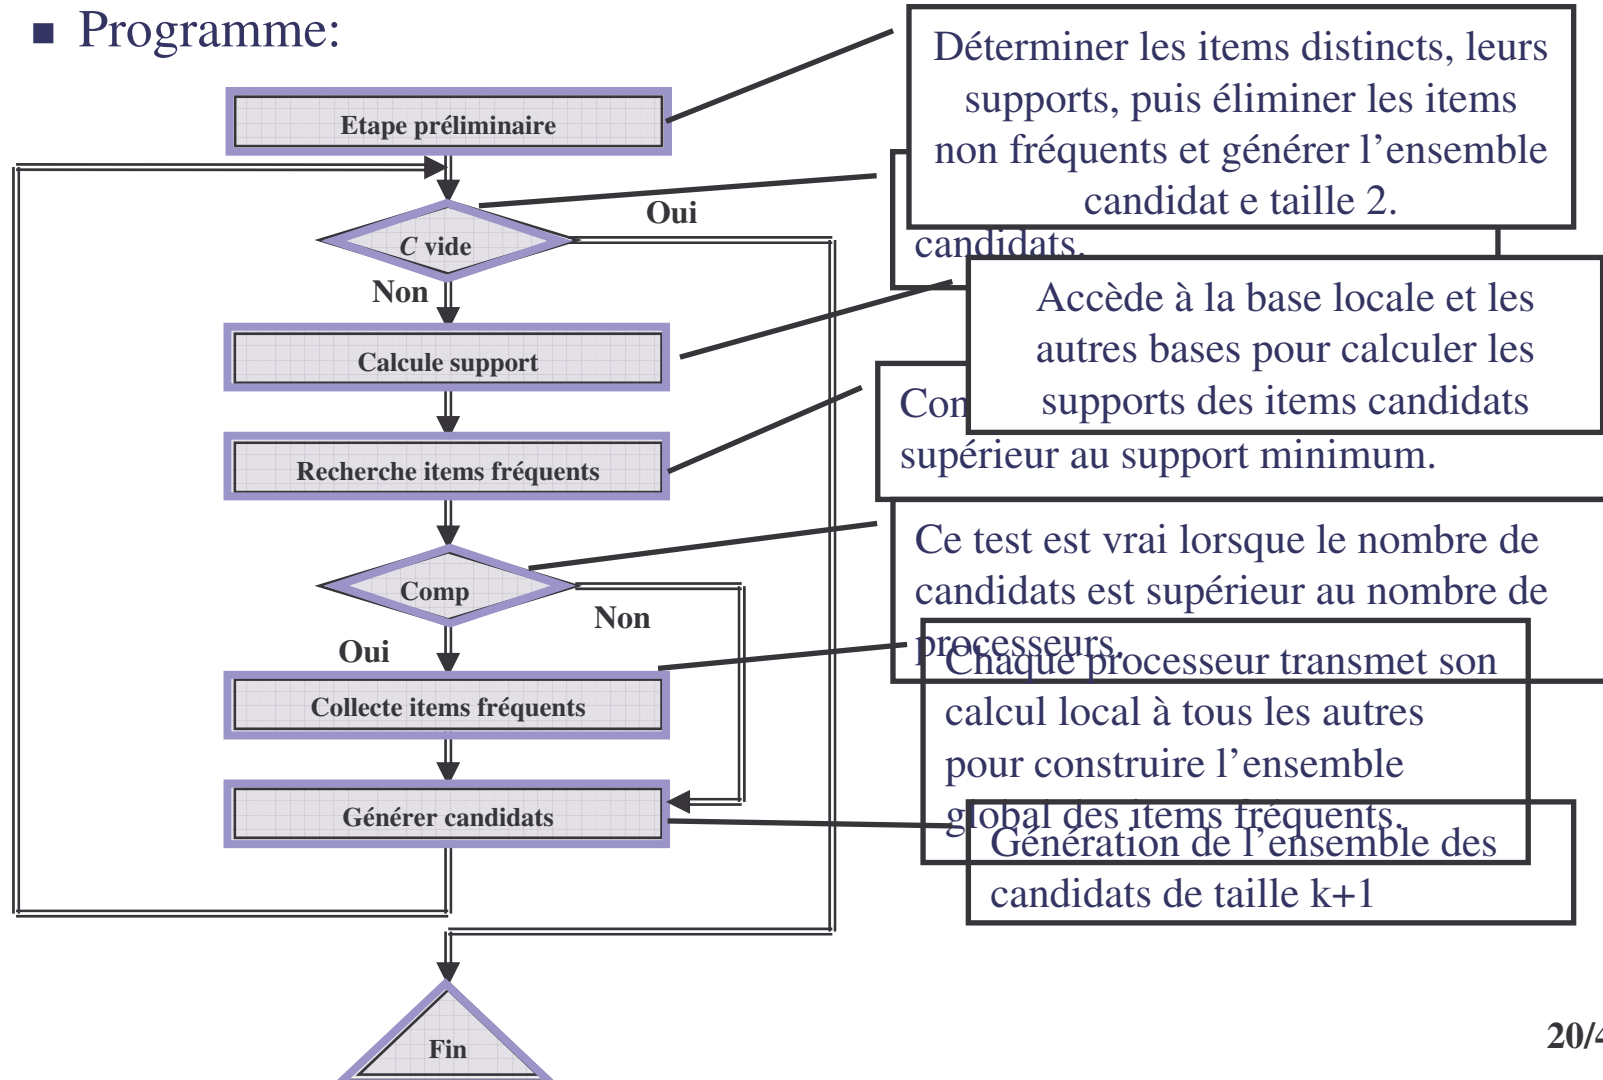 ■ Programme:
Etape préliminaire
C vide
Oui
Non
Calcule support
Recherche items fréquents
Comp
Non
Oui
Collecte items fréquents
Générer candidats
Fin
Déterminer les items distincts, leurs
supports, puis éliminer les items
non fréquents et générer l’ensemble
candidat e taille 2.
candidats.
Accède à la base locale et les
autres bases pour calculer les
supports des items candidats
supérieur au support minimum.
Ce test est vrai lorsque le nombre de
candidats est supérieur au nombre de
processeurs.
Chaque processeur transmet son
calcul local à tous les autres
pour construire l’ensemble
global des items fréquents.
Génération de l’ensemble des
candidats de taille k+1
20/4